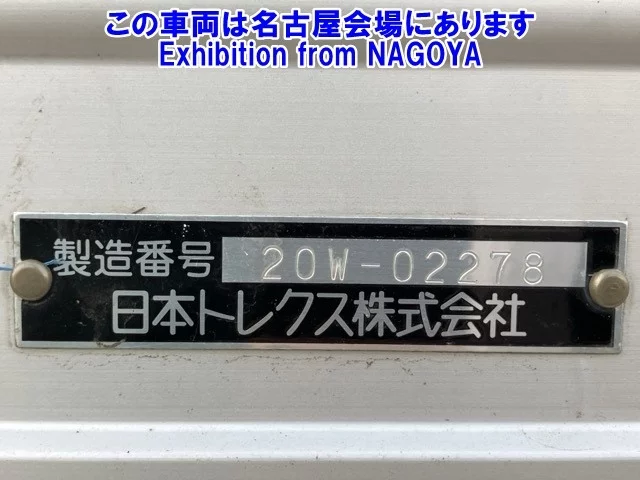 この車両は名古屋会場にあります
Exhibition from NAGOYA
製造番号 20W-02278
日本トレクス株式会社